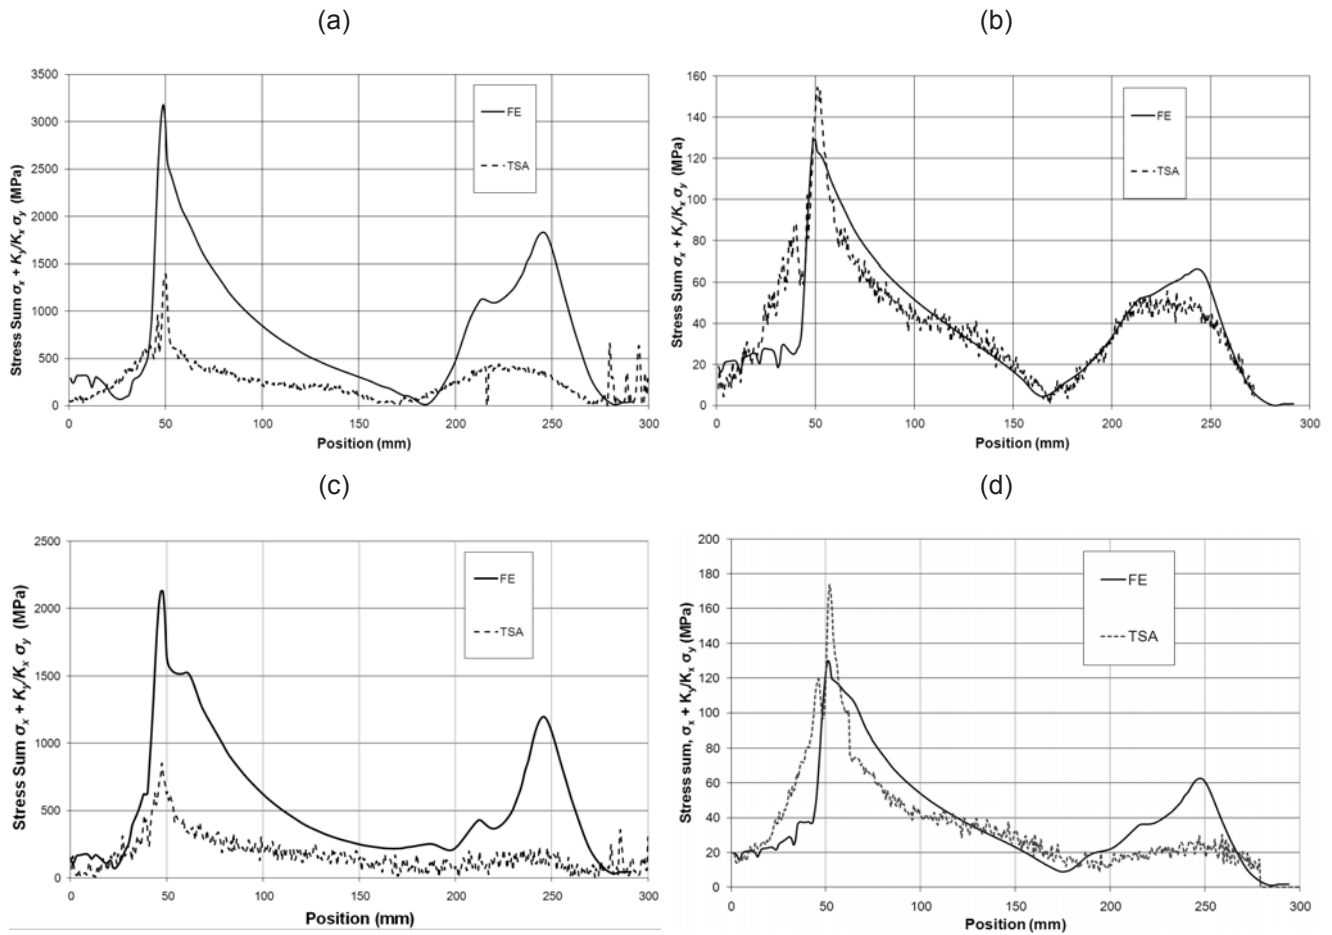 (a)
(b)
3500
3000
2500
2000
1500
1000
500
0
Stress Sum σx + Ky/Kx σy (MPa)
FE
TSA
0 50 100 150 200 250 300
Position (mm)
160
140
120
100
80
60
40
20
0
Stress Sum σx + Ky/Kx σy (MPa)
FE
TSA
0 50 100 150 200 250 300
Position (mm)
(c)
(d)
2500
2000
1500
1000
500
0
Stress Sum σx + Ky/Kx σy (MPa)
FE
TSA
0 50 100 150 200 250 300
Position (mm)
200
180
160
140
120
100
80
60
40
20
0
Stress sum, σx + Ky/Kx σy (MPa)
FE
TSA
0 50 100 150 200 250 300
Position (mm)